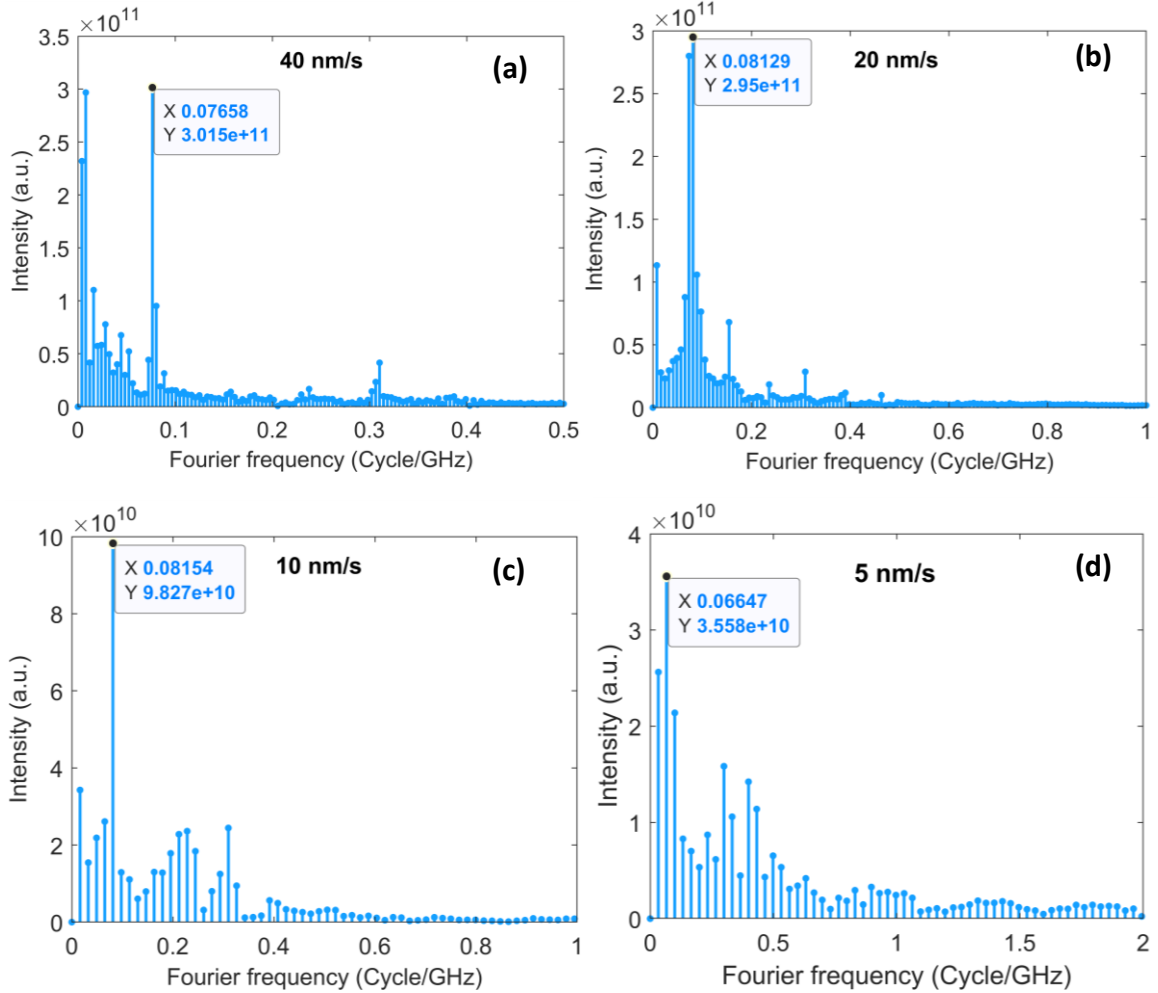 ×10^11
40 nm/s
(a)
X 0.07658
Y 3.015e+11
Intensity (a.u.)
3.5
3
2.5
2
1.5
1
0.5
0
0
0.1
0.2
0.3
0.4
0.5
Fourier frequency (Cycle/GHz)
×10^11
20 nm/s
(b)
X 0.08129
Y 2.95e+11
Intensity (a.u.)
3
2.5
2
1.5
1
0.5
0
0
0.2
0.4
0.6
0.8
1
Fourier frequency (Cycle/GHz)
×10^10
10 nm/s
(c)
X 0.08154
Y 9.827e+10
Intensity (a.u.)
10
8
6
4
2
0
0
0.2
0.4
0.6
0.8
1
Fourier frequency (Cycle/GHz)
×10^10
5 nm/s
(d)
X 0.06647
Y 3.558e+10
Intensity (a.u.)
4
3
2
1
0
0
0.5
1
1.5
2
Fourier frequency (Cycle/GHz)